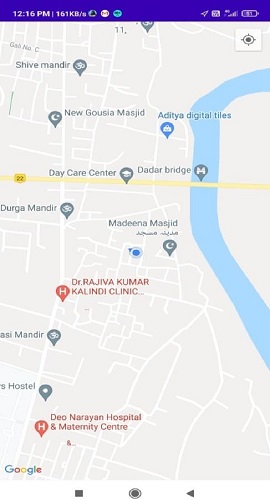 12:16 PM | 161KB/s
61
11,
Gali No. C
Shive mandir
New Gousia Masjid
Aditya digital tiles
Day Care Center
Dadar bridge
22
Durga Mandir
Madeena Masjid
مدینہ مسجد
Dr.RAJIVA KUMAR
KALINDI CLINIC...
asi Mandir
s Hostel
Deo Narayan Hospital
& Maternity Centre
&..
Google